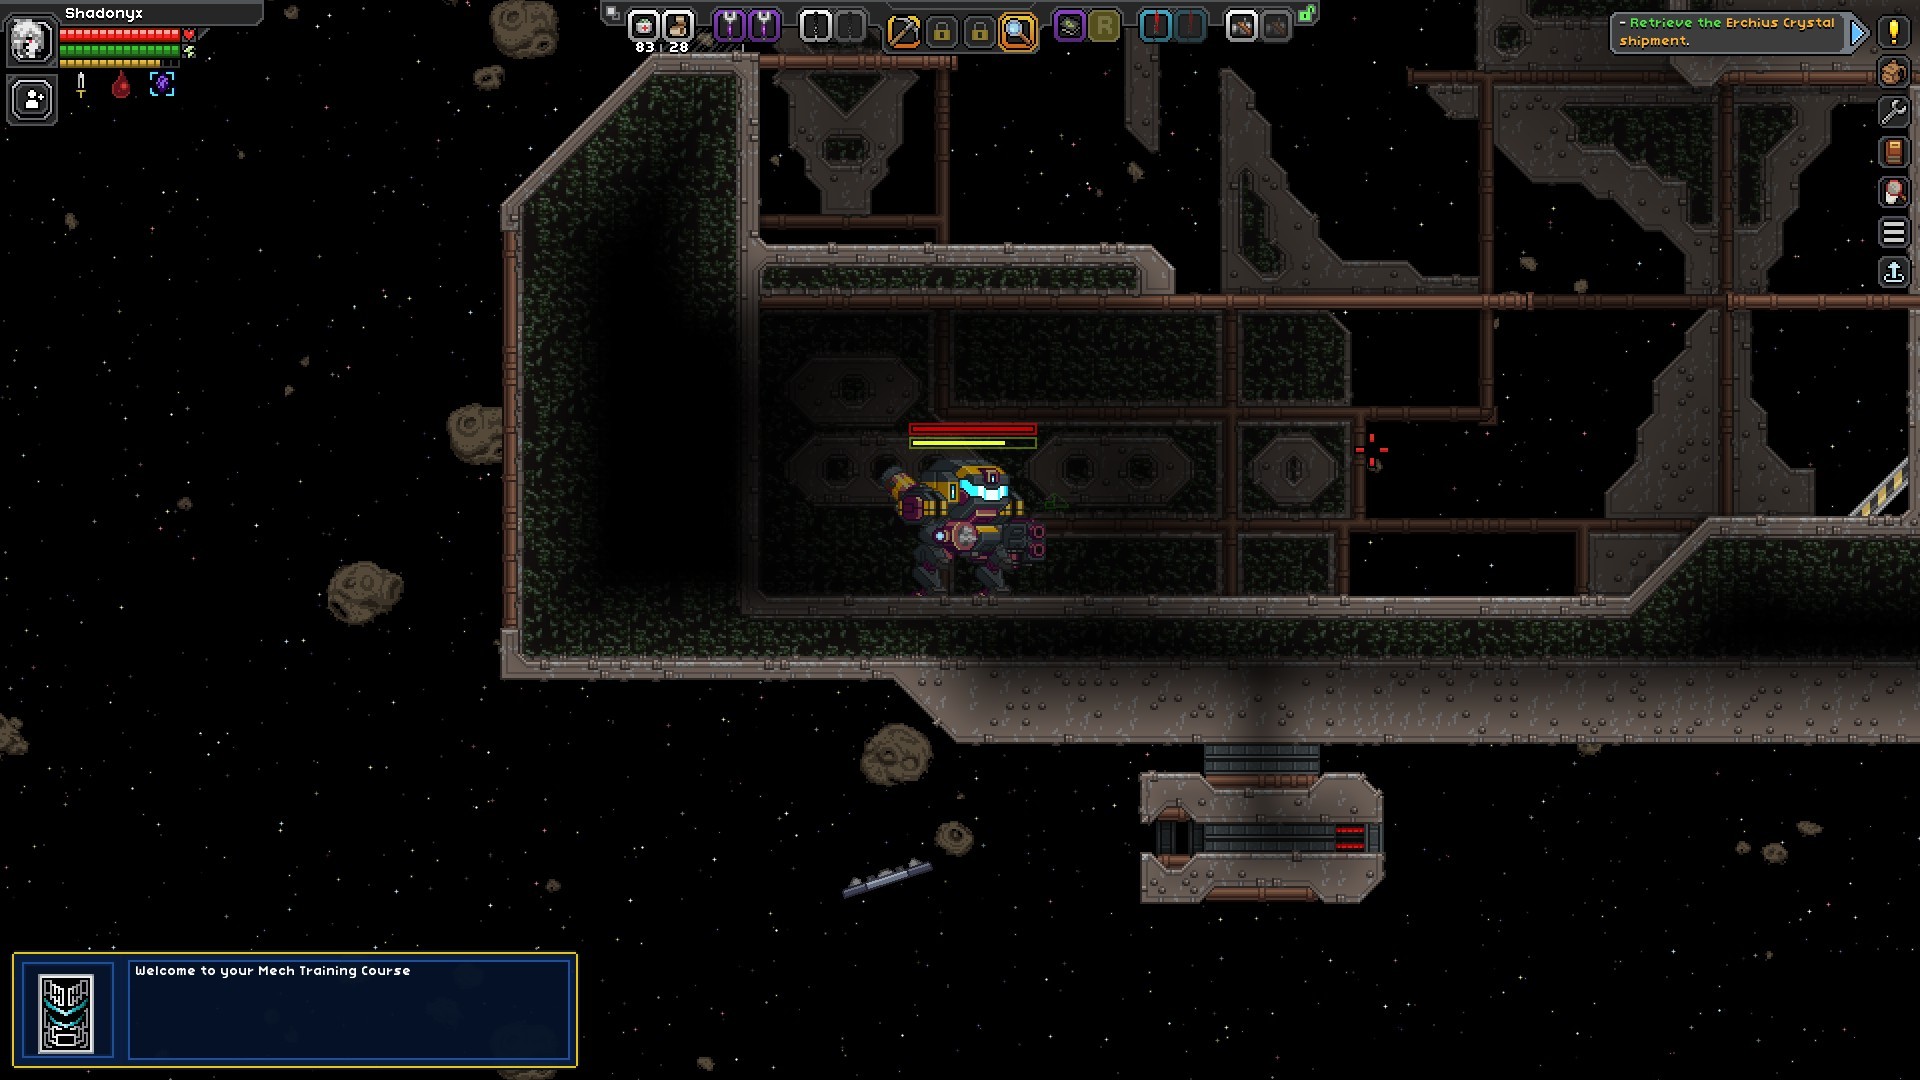 Shadonyx
83 28
R
- Retrieve the Erchius Crystal
shipment.
Welcome to your Mech Training Course